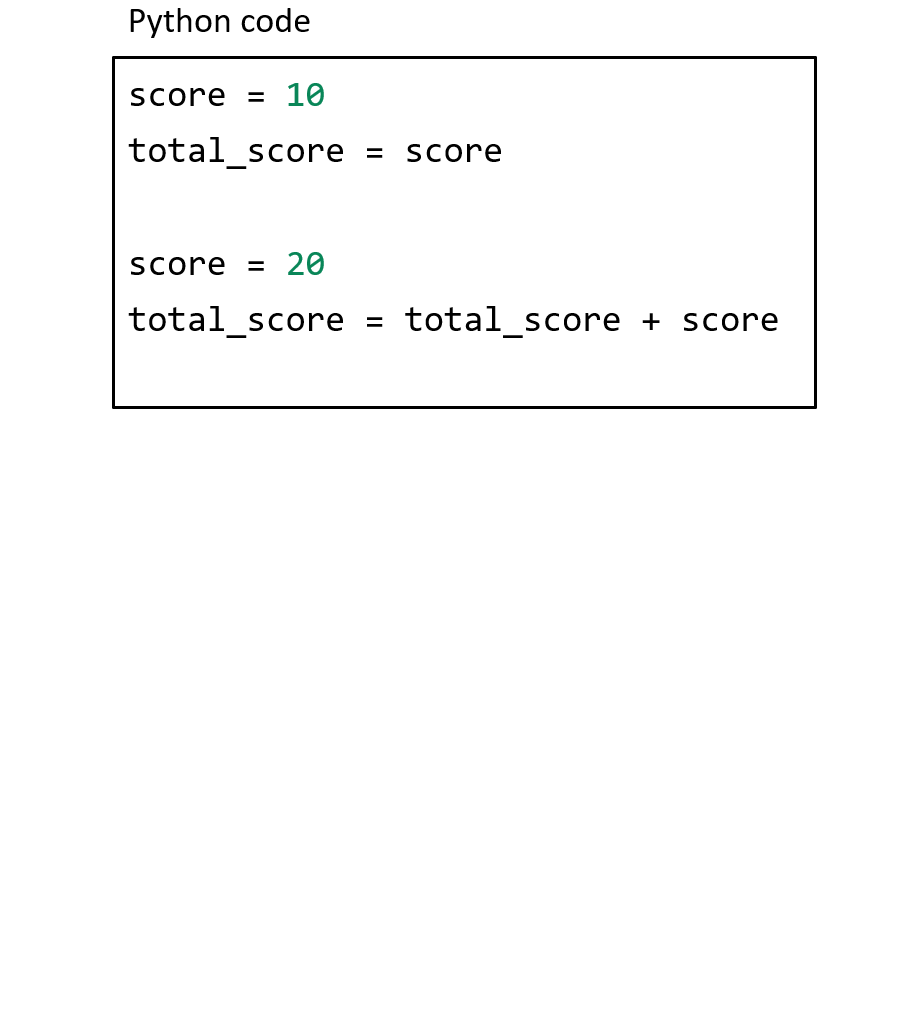 Python code
score = 10
total_score = score
score = 20
total_score = total_score + score